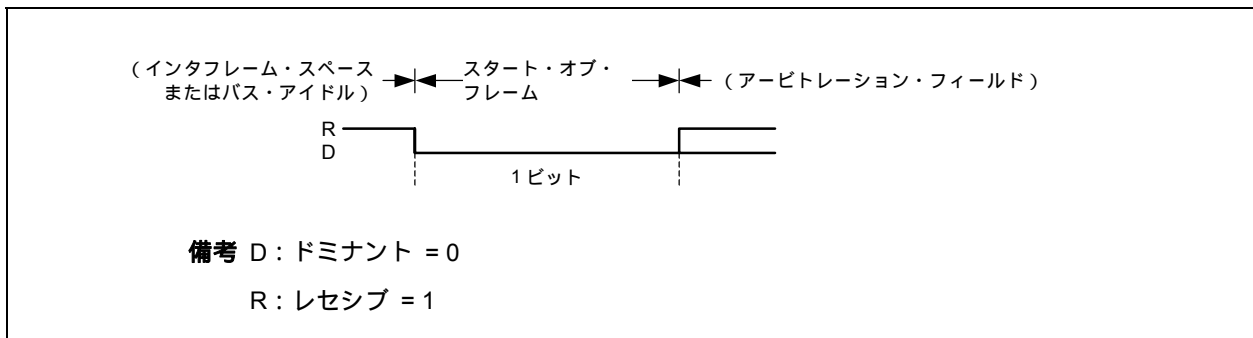 (インタフレーム・スペース
またはバス・アイドル)
スタート・オブ・
フレーム
(アービトレーション・フィールド)
R
D
1 ビット
備考 D:ドミナント = 0
R:レセシブ = 1